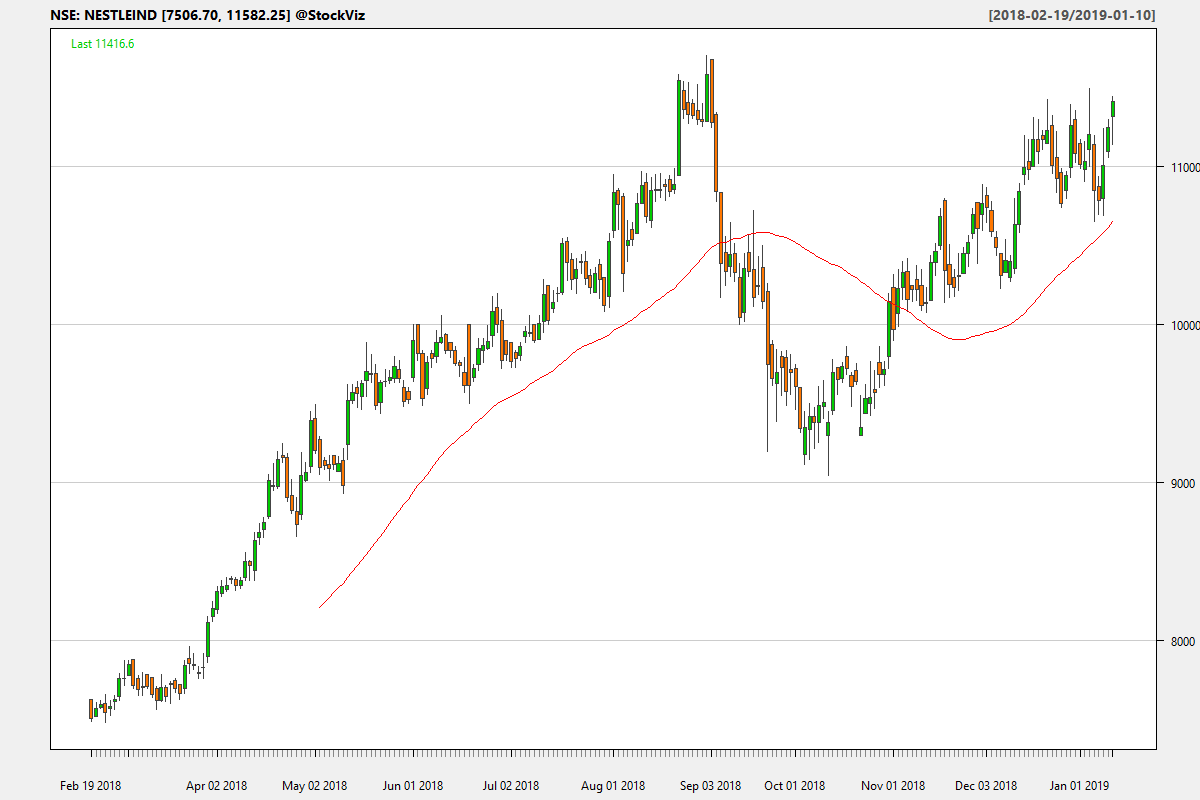 NSE: NESTLEIND [7506.70, 11582.25] @StockViz [2018-02-19/2019-01-10]
Last 11416.6
11000
10000
9000
8000
Feb 19 2018 Apr 02 2018 May 02 2018 Jun 01 2018 Jul 02 2018 Aug 01 2018 Sep 03 2018 Oct 01 2018 Nov 01 2018 Dec 03 2018 Jan 01 2019